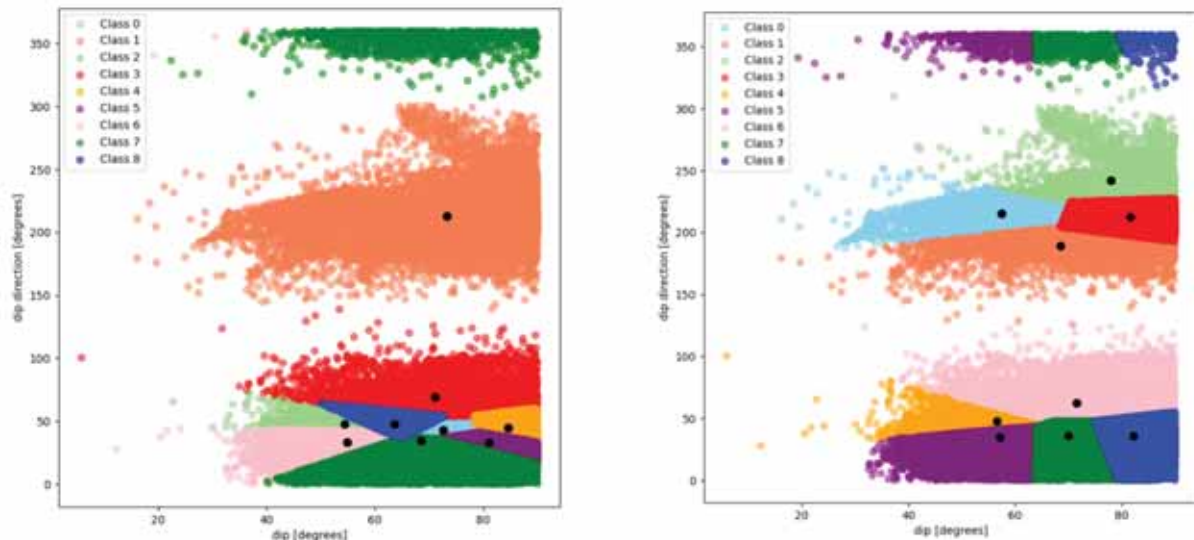 Class 0
Class 1
Class 2
Class 3
Class 4
Class 5
Class 6
Class 7
Class 8
350
300
250
200
150
100
50
0
dip direction [degrees]
20
40
60
80
dip [degrees]
Class 0
Class 1
Class 2
Class 3
Class 4
Class 5
Class 6
Class 7
Class 8
350
300
250
200
150
100
50
0
dip direction [degrees]
20
40
60
80
dip [degrees]